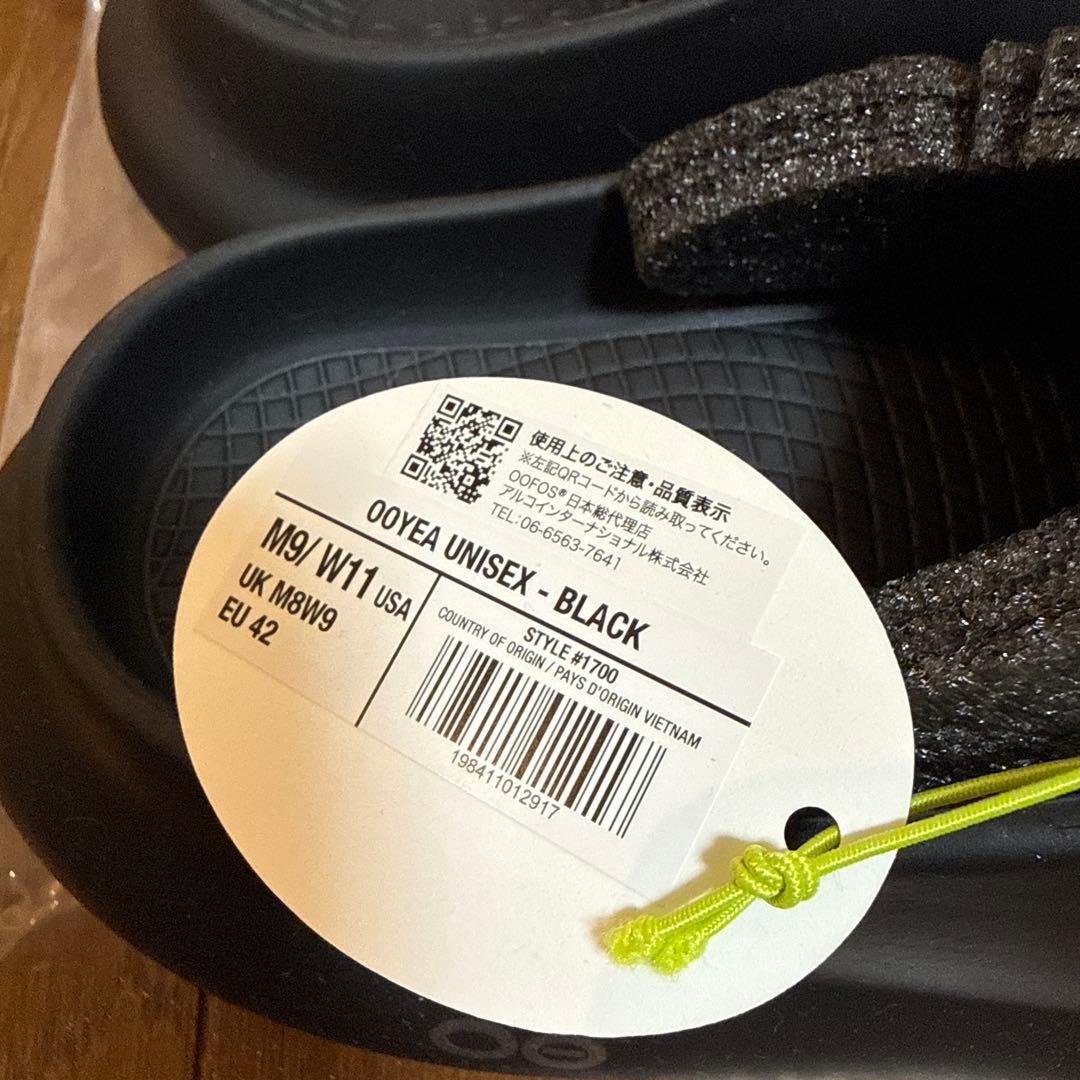 使用上のご注意・品質表示
※左記QRコードから読み取ってください。
OOFOS® 日本総代理店
アルコインターナショナル株式会社
TEL:06-6563-7641
OOYEA UNISEX - BLACK
M9/ W11 USA
UK M8W9
EU 42
STYLE #1700
COUNTRY OF ORIGIN / PAYS D'ORIGIN VIETNAM
198411012917